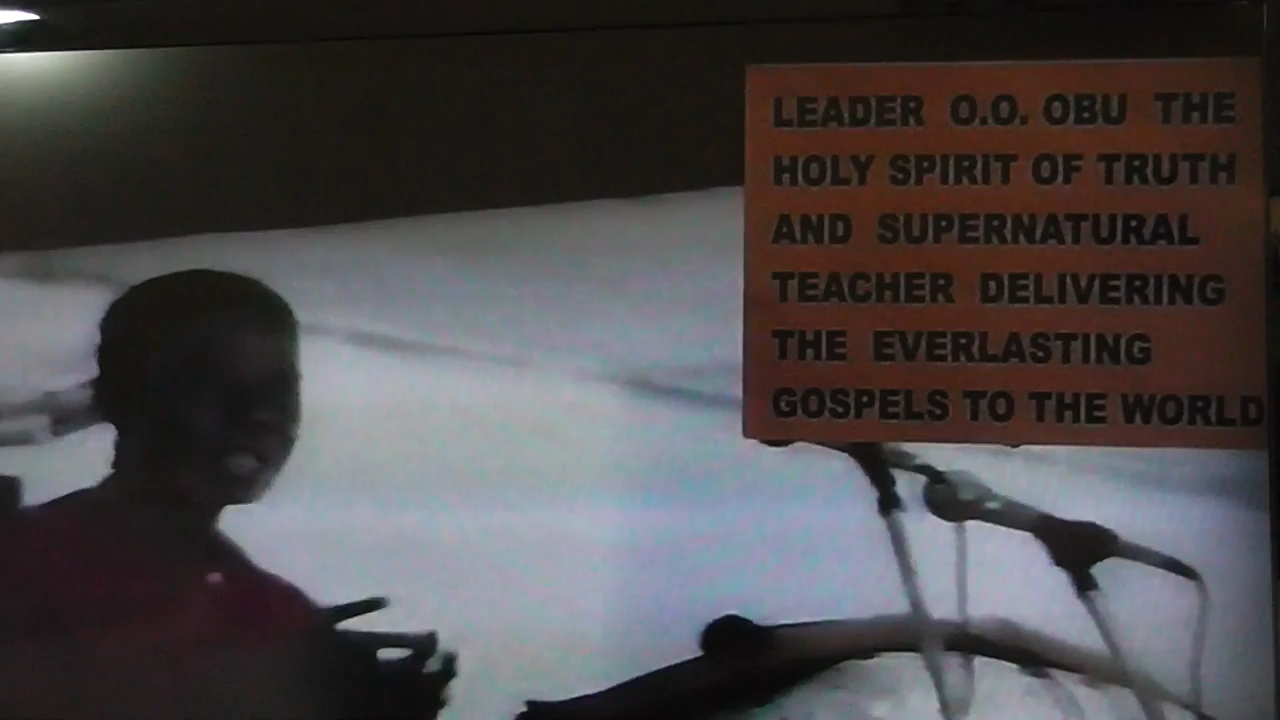 LEADER O.O. OBU THE
HOLY SPIRIT OF TRUTH
AND SUPERNATURAL
TEACHER DELIVERING
THE EVERLASTING
GOSPELS TO THE WORLD